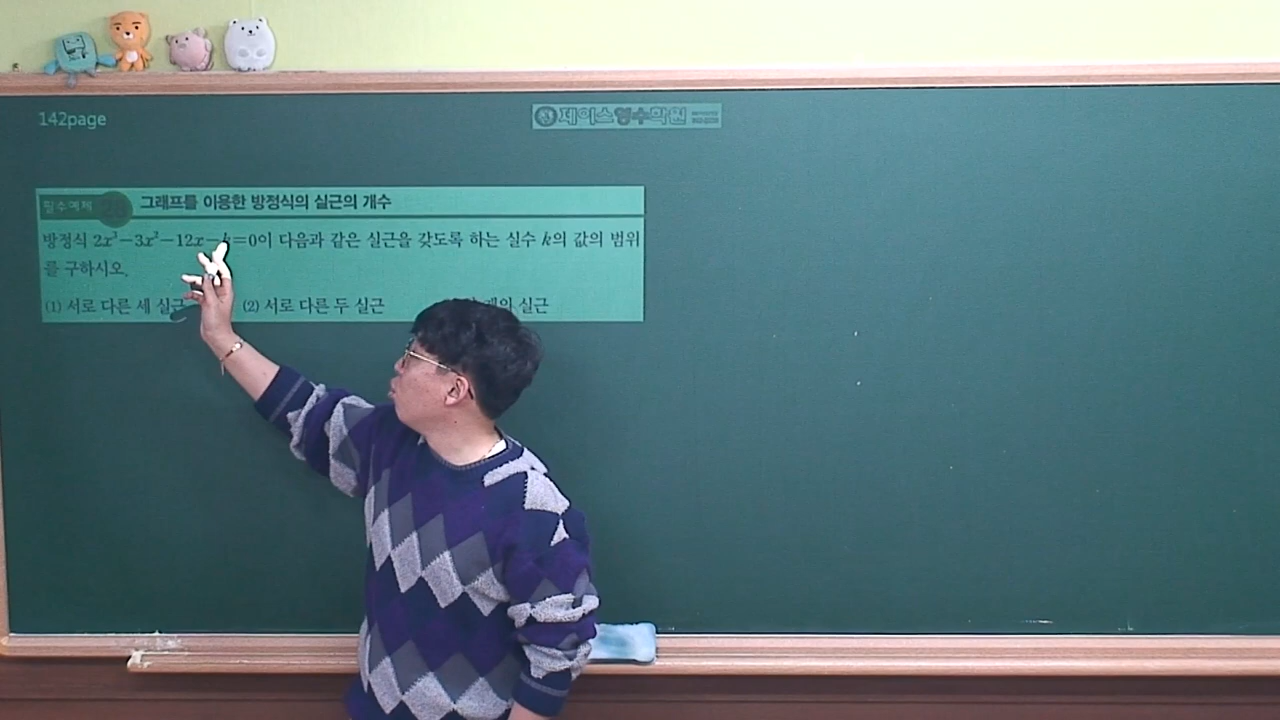 142page
제이스영수학원
필수예제 28 그래프를 이용한 방정식의 실근의 개수
방정식 2x³−3x²−12x−k=0이 다음과 같은 실근을 갖도록 하는 실수 k의 값의 범위
를 구하시오.
(1) 서로 다른 세 실근 (2) 서로 다른 두 실근 개의 실근